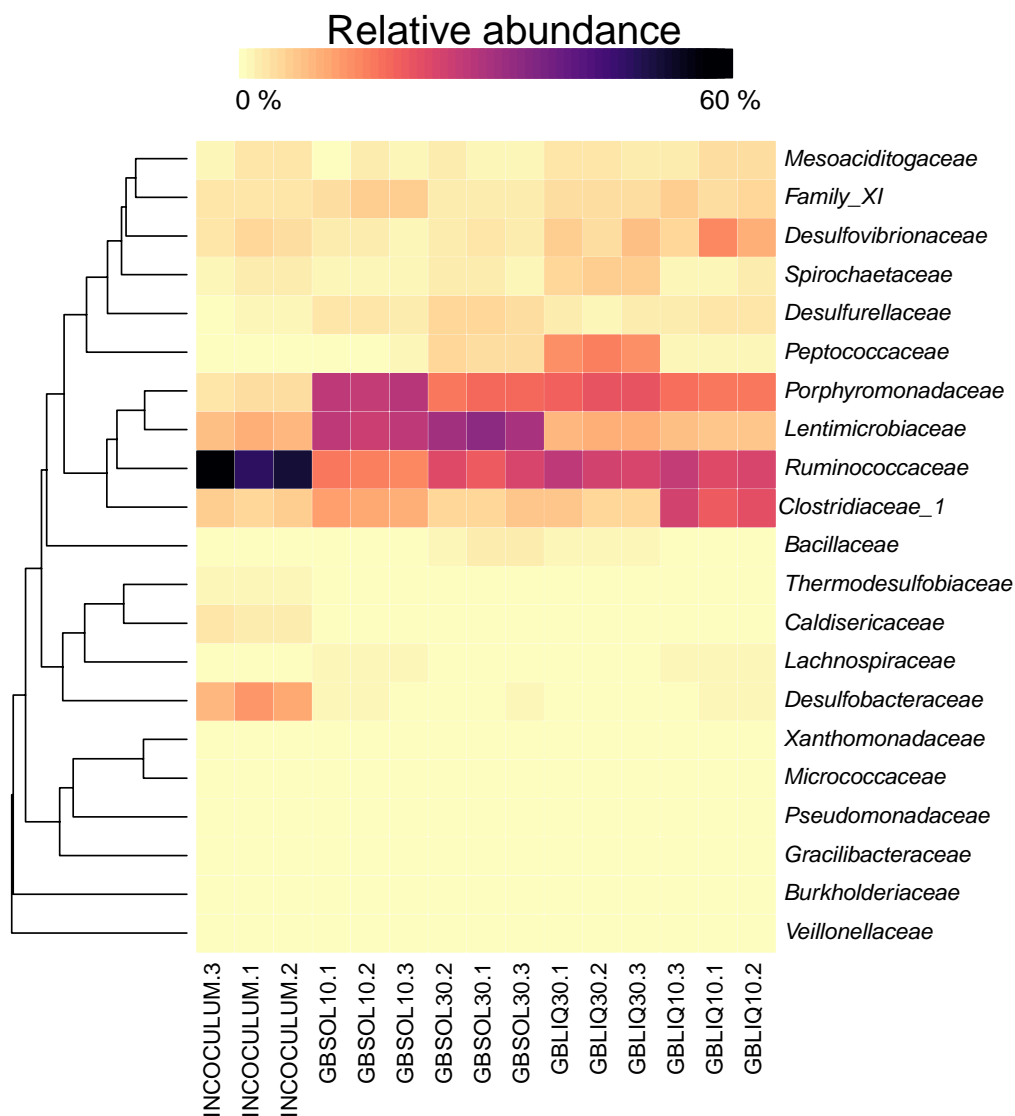 Relative abundance
0 %
60 %
Mesoaciditogaceae
Family_XI
Desulfovibrionaceae
Spirochaetaceae
Desulfurellaceae
Peptococcaceae
Porphyromonadaceae
Lentimicrobiaceae
Ruminococcaceae
Clostridiaceae_1
Bacillaceae
Thermodesulfobiaceae
Caldisericaceae
Lachnospiraceae
Desulfobacteraceae
Xanthomonadaceae
Micrococcaceae
Pseudomonadaceae
Gracilibacteraceae
Burkholderiaceae
Veillonellaceae
INCOCULUM.3
INCOCULUM.1
INCOCULUM.2
GBSOL10.1
GBSOL10.2
GBSOL10.3
GBSOL30.2
GBSOL30.1
GBSOL30.3
GBLIQ30.1
GBLIQ30.2
GBLIQ30.3
GBLIQ10.3
GBLIQ10.1
GBLIQ10.2